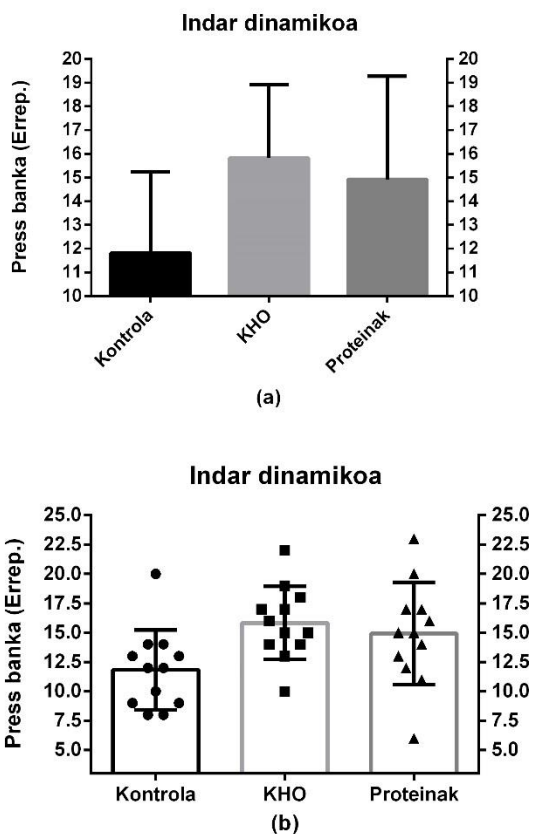 Indar dinamikoa
Press banka (Errep.)
20 20
19 19
18 18
17 17
16 16
15 15
14 14
13 13
12 12
11 11
10 10
Kontrola KHO Proteinak
(a)
Indar dinamikoa
Press banka (Errep.)
25.0 25.0
22.5 22.5
20.0 20.0
17.5 17.5
15.0 15.0
12.5 12.5
10.0 10.0
7.5 7.5
5.0 5.0
Kontrola KHO Proteinak
(b)